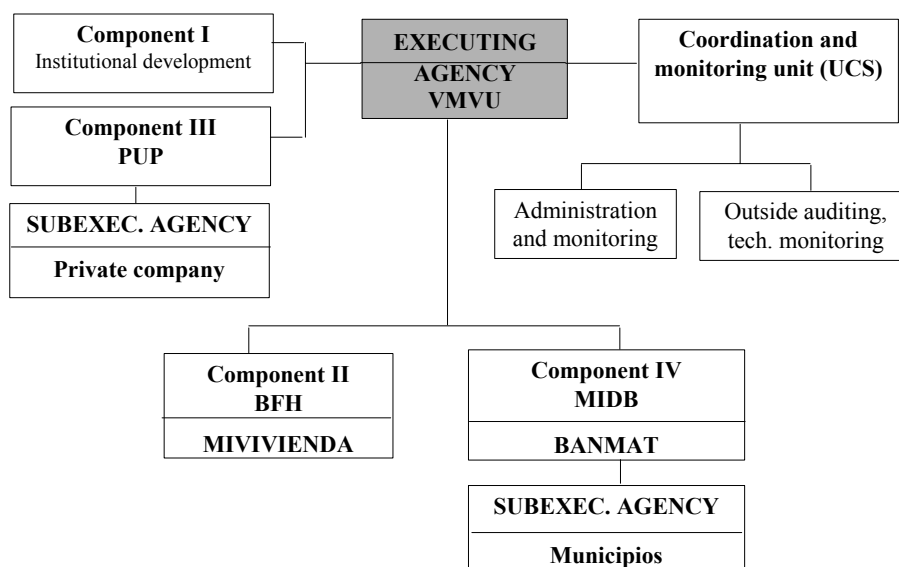 Component I
Institutional development
EXECUTING
AGENCY
VMVU
Coordination and
monitoring unit (UCS)
Component III
PUP
SUBEXEC. AGENCY
Private company
Administration
and monitoring
Outside auditing,
tech. monitoring
Component II
BFH
MIVIVIENDA
Component IV
MIDB
BANMAT
SUBEXEC. AGENCY
Municipios